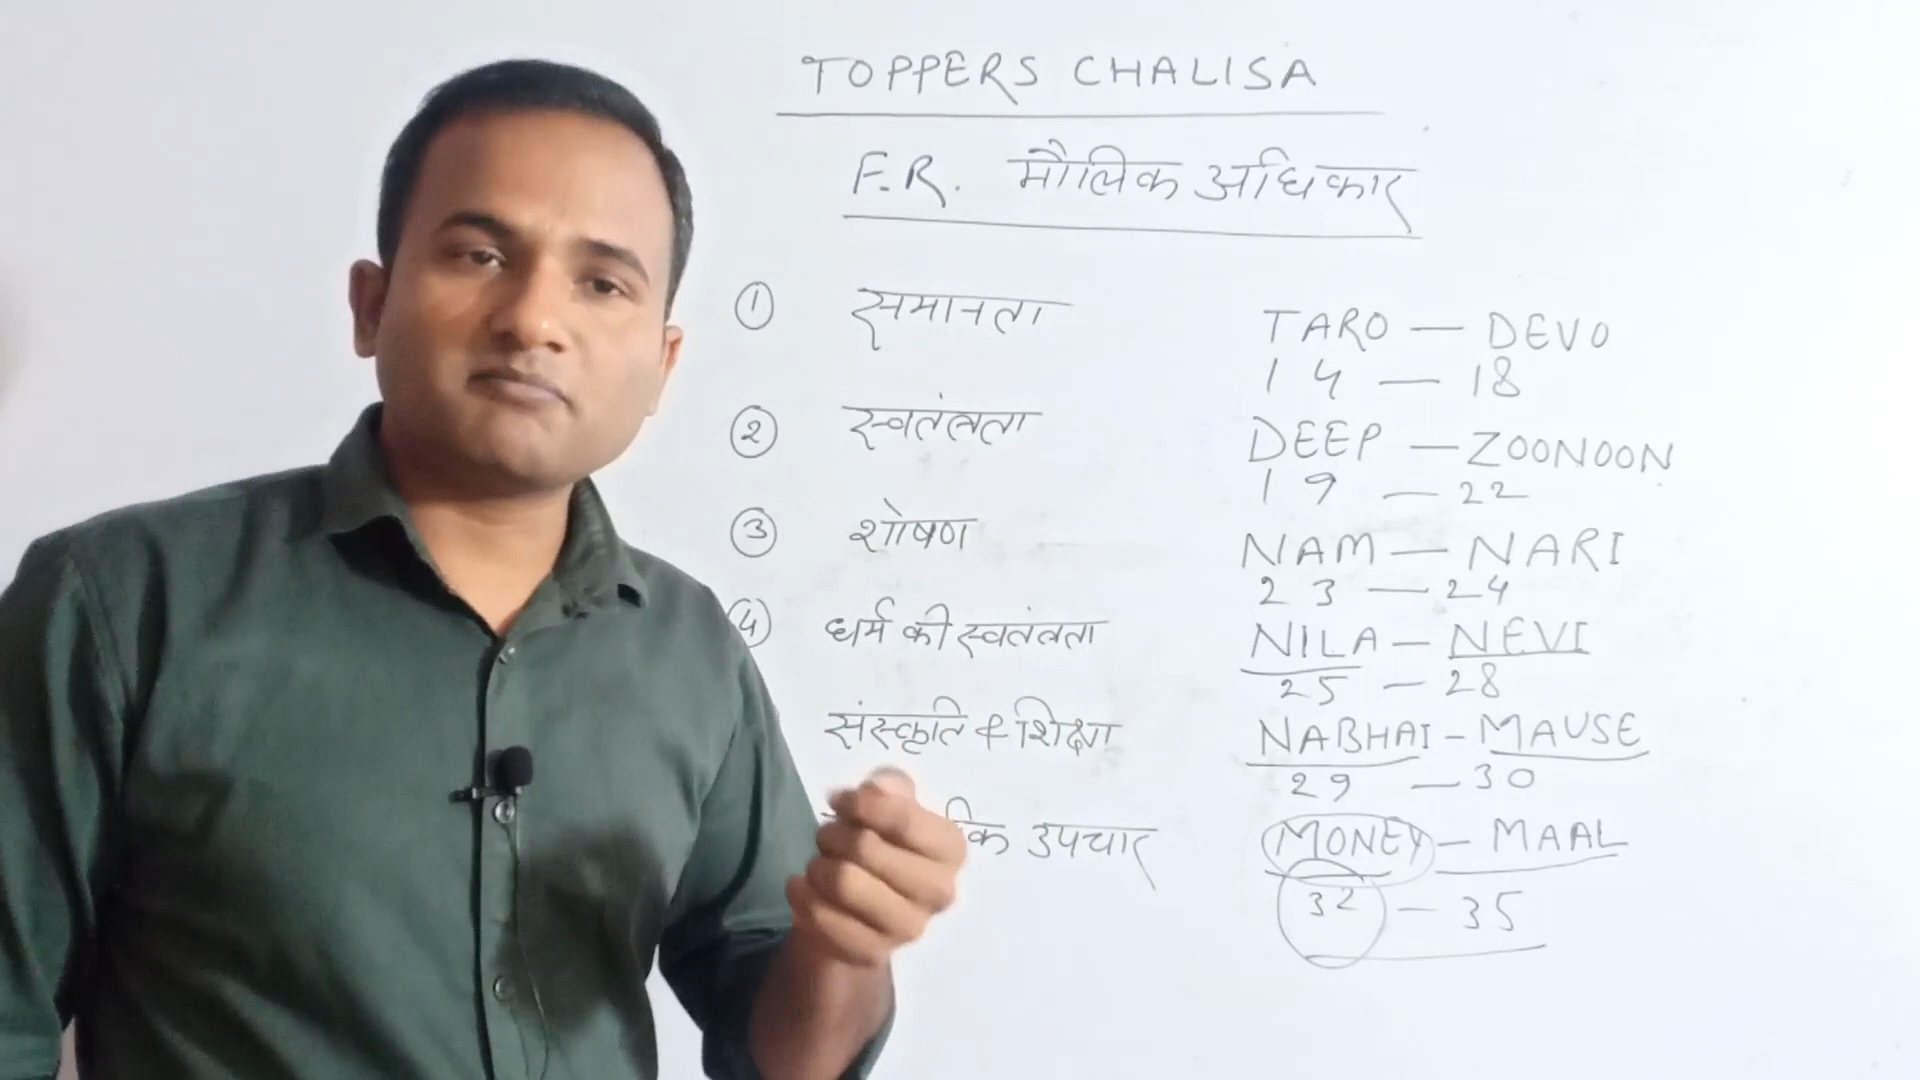 TOPPERS CHALISA
F.R. मौलिक अधिकार
① समानता TARO — DEVO
14 — 18
② स्वतंत्रता DEEP — ZOONOON
19 — 22
③ शोषण NAM — NARI
23 — 24
④ धर्म की स्वतंत्रता NILA — NEVI
25 — 28
संस्कृति & शिक्षा NABHAI - MAUSE
29 — 30
उपचार MONEY — MAAL
32 — 35